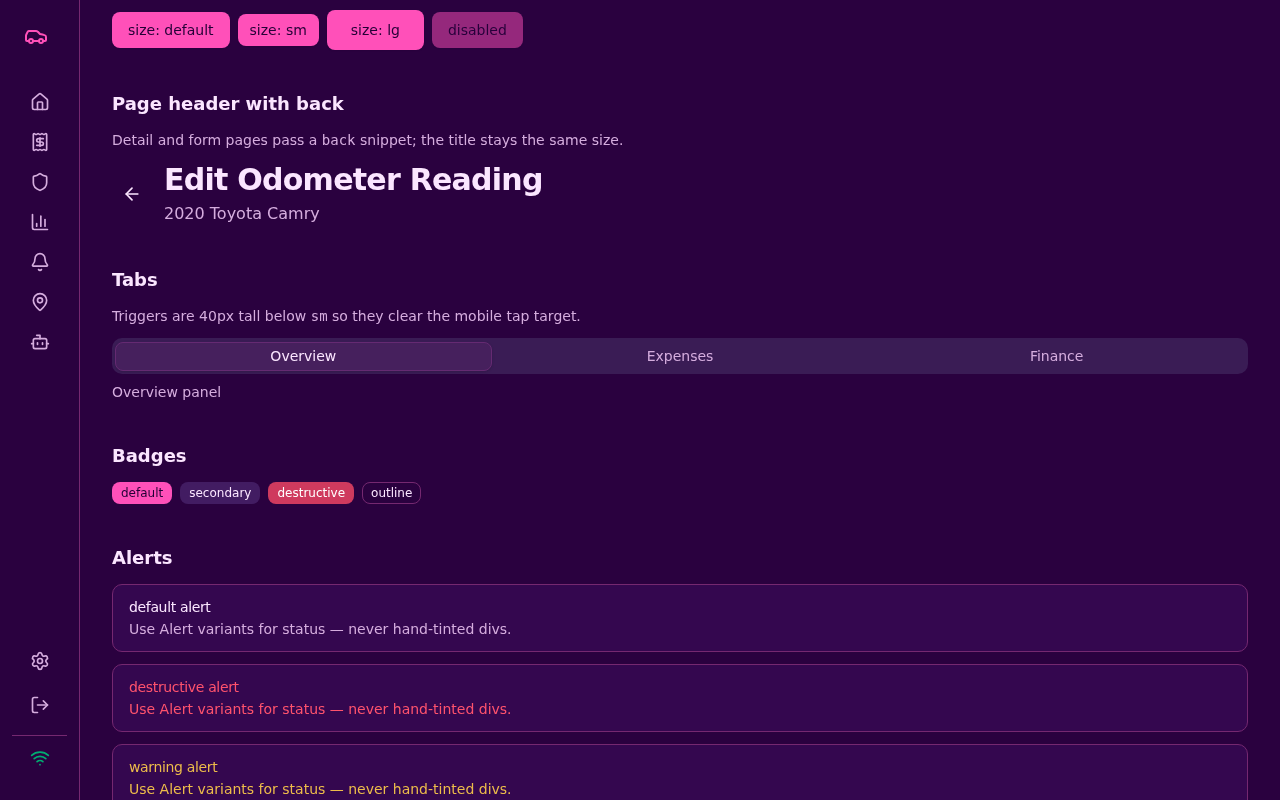 size: default
size: sm
size: lg
disabled
Page header with back
Detail and form pages pass a back snippet; the title stays the same size.
Edit Odometer Reading
2020 Toyota Camry
Tabs
Triggers are 40px tall below sm so they clear the mobile tap target.
Overview
Expenses
Finance
Overview panel
Badges
default
secondary
destructive
outline
Alerts
default alert
Use Alert variants for status — never hand-tinted divs.
destructive alert
Use Alert variants for status — never hand-tinted divs.
warning alert
Use Alert variants for status — never hand-tinted divs.